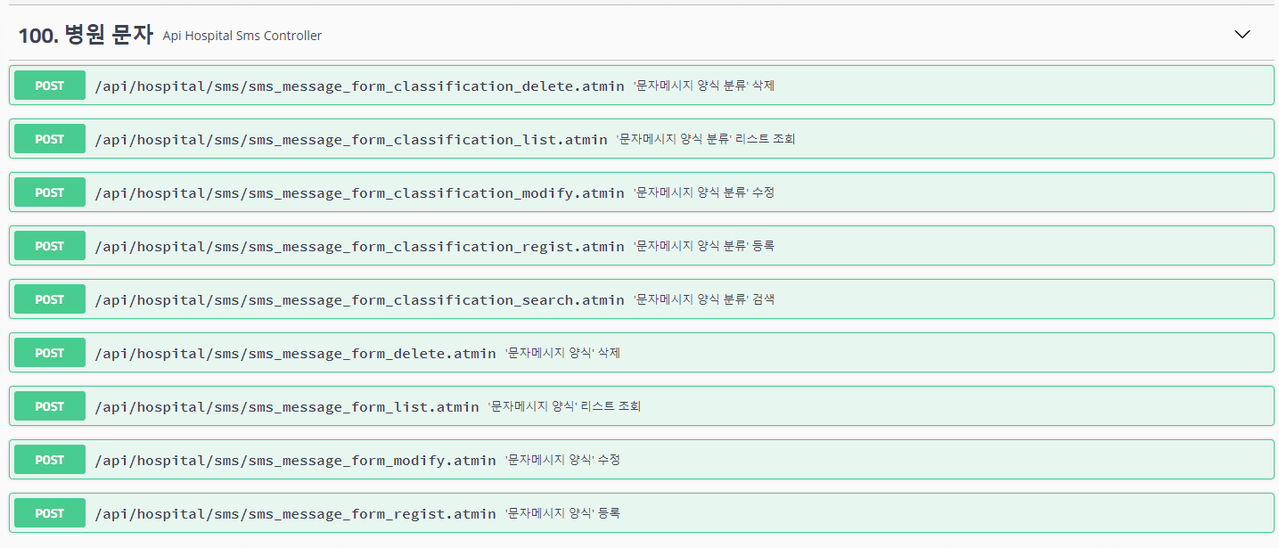 100. 병원 문자 Api Hospital Sms Controller
POST /api/hospital/sms/sms_message_form_classification_delete.atmin '문자메시지 양식 분류' 삭제
POST /api/hospital/sms/sms_message_form_classification_list.atmin '문자메시지 양식 분류' 리스트 조회
POST /api/hospital/sms/sms_message_form_classification_modify.atmin '문자메시지 양식 분류' 수정
POST /api/hospital/sms/sms_message_form_classification_regist.atmin '문자메시지 양식 분류' 등록
POST /api/hospital/sms/sms_message_form_classification_search.atmin '문자메시지 양식 분류' 검색
POST /api/hospital/sms/sms_message_form_delete.atmin '문자메시지 양식' 삭제
POST /api/hospital/sms/sms_message_form_list.atmin '문자메시지 양식' 리스트 조회
POST /api/hospital/sms/sms_message_form_modify.atmin '문자메시지 양식' 수정
POST /api/hospital/sms/sms_message_form_regist.atmin '문자메시지 양식' 등록